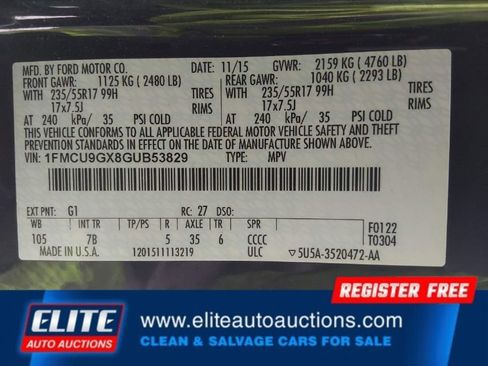 MFD. BY FORD MOTOR CO. DATE: 11/15 GVWR: 2159 KG ( 4760 LB)
FRONT GAWR: 1125 KG ( 2480 LB) REAR GAWR: 1040 KG ( 2293 LB)
WITH 235/55R17 99H TIRES WITH 235/55R17 99H TIRES
17x7.5J RIMS 17x7.5J RIMS
AT 240 kPa/ 35 PSI COLD AT 240 kPa/ 35 PSI COLD
THIS VEHICLE CONFORMS TO ALL APPLICABLE FEDERAL MOTOR VEHICLE SAFETY AND THEFT
PREVENTION STANDARDS IN EFFECT ON THE DATE OF MANUFACTURE SHOWN ABOVE.
VIN: 1FMCU9GX8GUB53829 TYPE: MPV
EXT PNT: G1 RC: 27 DSO:
WB INT TR TP/PS R AXLE TR SPR F0122
105 7B 5 35 6 CCCC T0304
MADE IN U.S.A. 1201511113219 ULC 5U5A-3520472-AA
REGISTER FREE
ELITE
AUTO AUCTIONS
www.eliteautoauctions.com
CLEAN & SALVAGE CARS FOR SALE